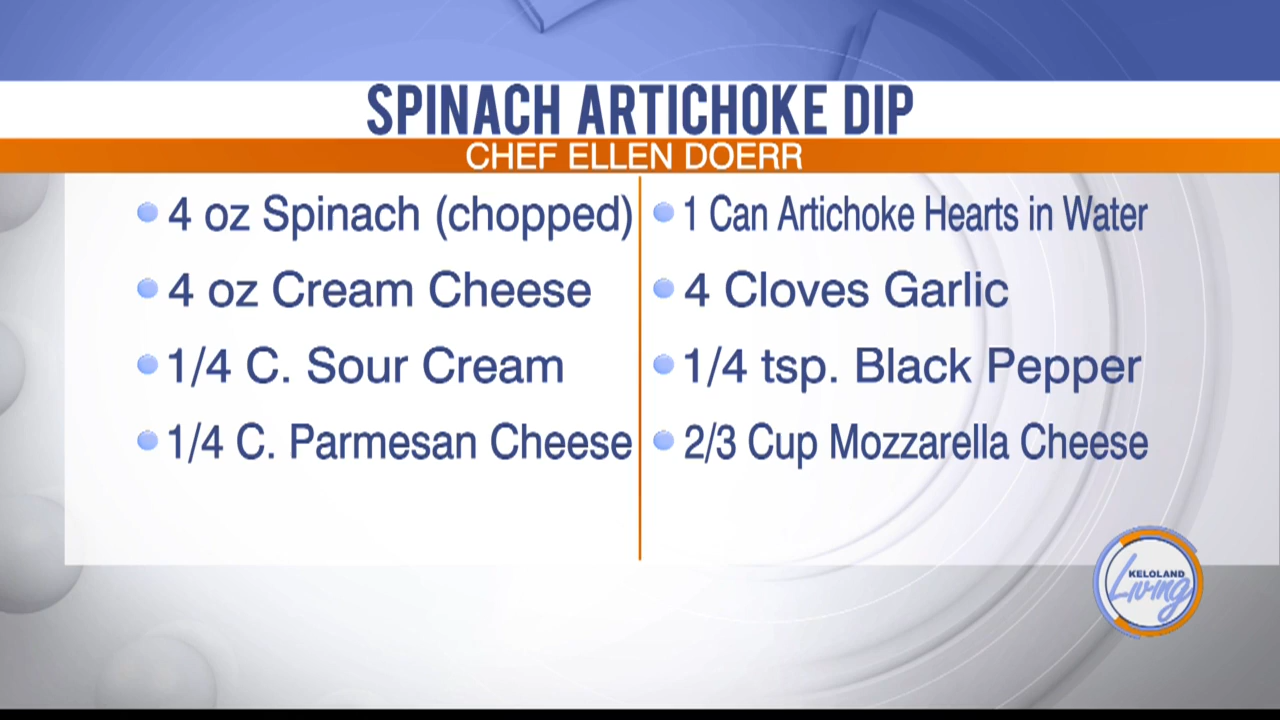 SPINACH ARTICHOKE DIP
CHEF ELLEN DOERR
4 oz Spinach (chopped)
4 oz Cream Cheese
1/4 C. Sour Cream
1/4 C. Parmesan Cheese
1 Can Artichoke Hearts in Water
4 Cloves Garlic
1/4 tsp. Black Pepper
2/3 Cup Mozzarella Cheese
KELOLAND
Living